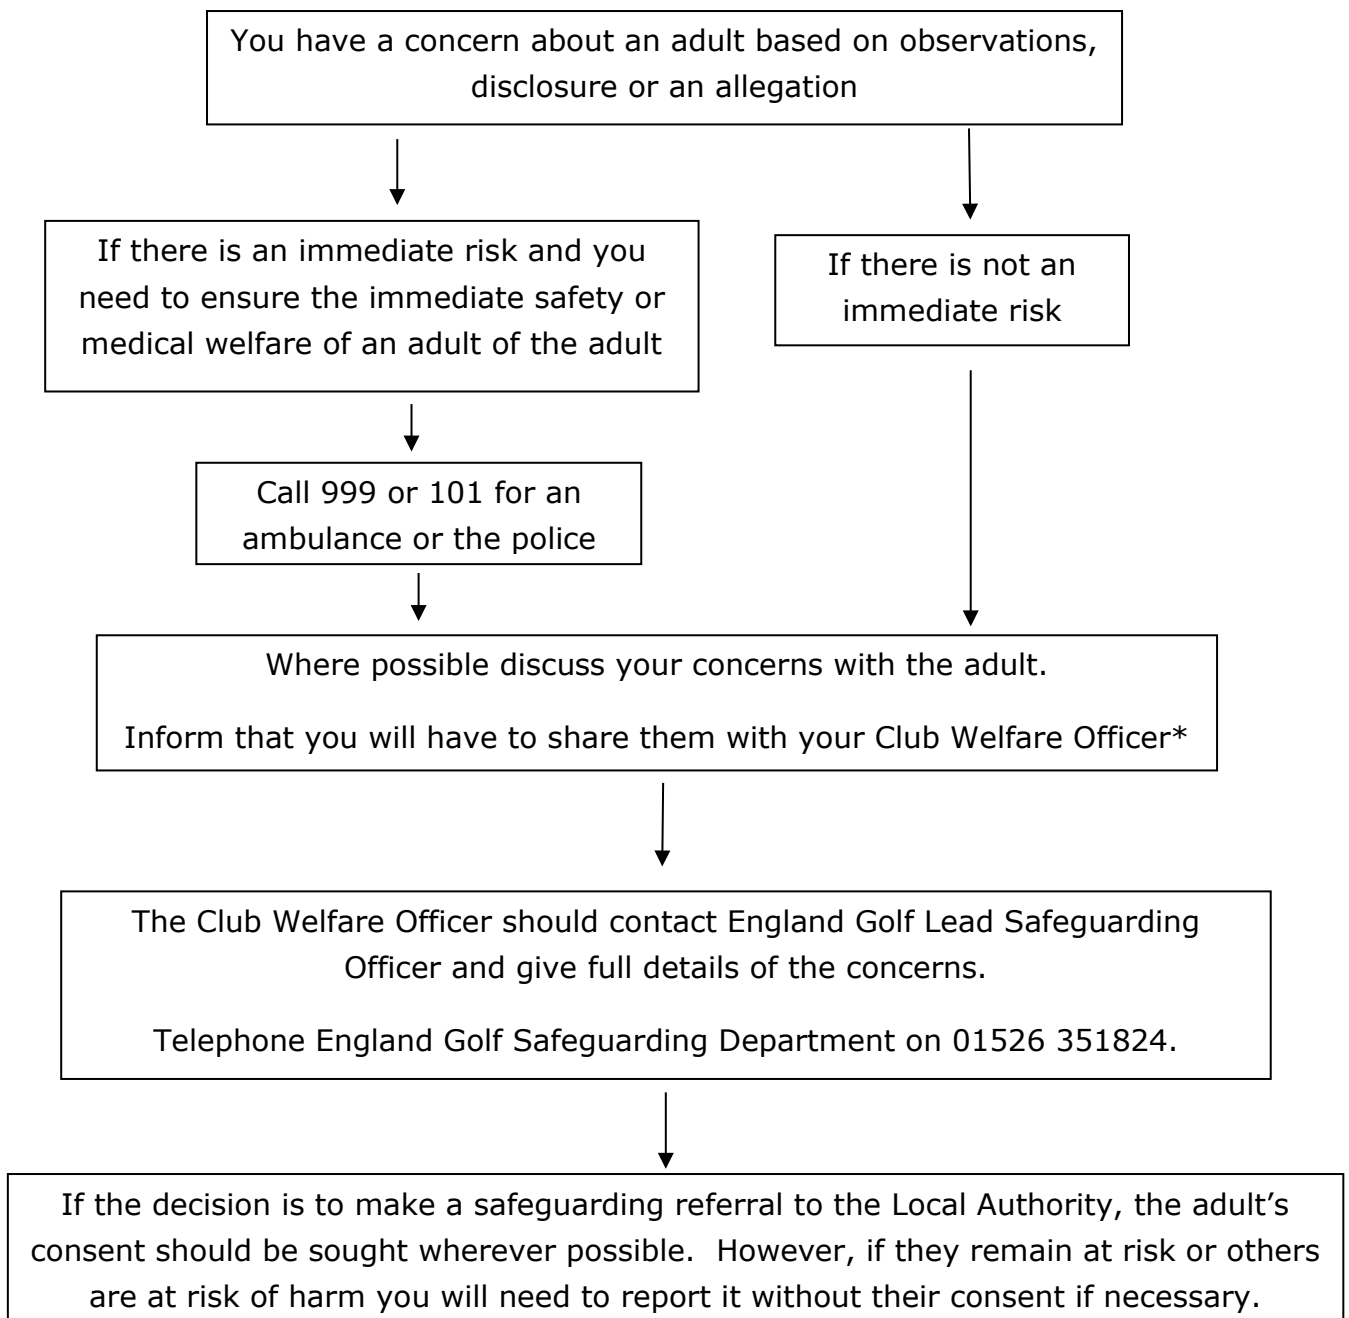 You have a concern about an adult based on observations,
disclosure or an allegation
If there is an immediate risk and you
need to ensure the immediate safety or
medical welfare of an adult of the adult
If there is not an
immediate risk
Call 999 or 101 for an
ambulance or the police
Where possible discuss your concerns with the adult.
Inform that you will have to share them with your Club Welfare Officer*
The Club Welfare Officer should contact England Golf Lead Safeguarding
Officer and give full details of the concerns.
Telephone England Golf Safeguarding Department on 01526 351824.
If the decision is to make a safeguarding referral to the Local Authority, the adult’s
consent should be sought wherever possible.  However, if they remain at risk or others
are at risk of harm you will need to report it without their consent if necessary.